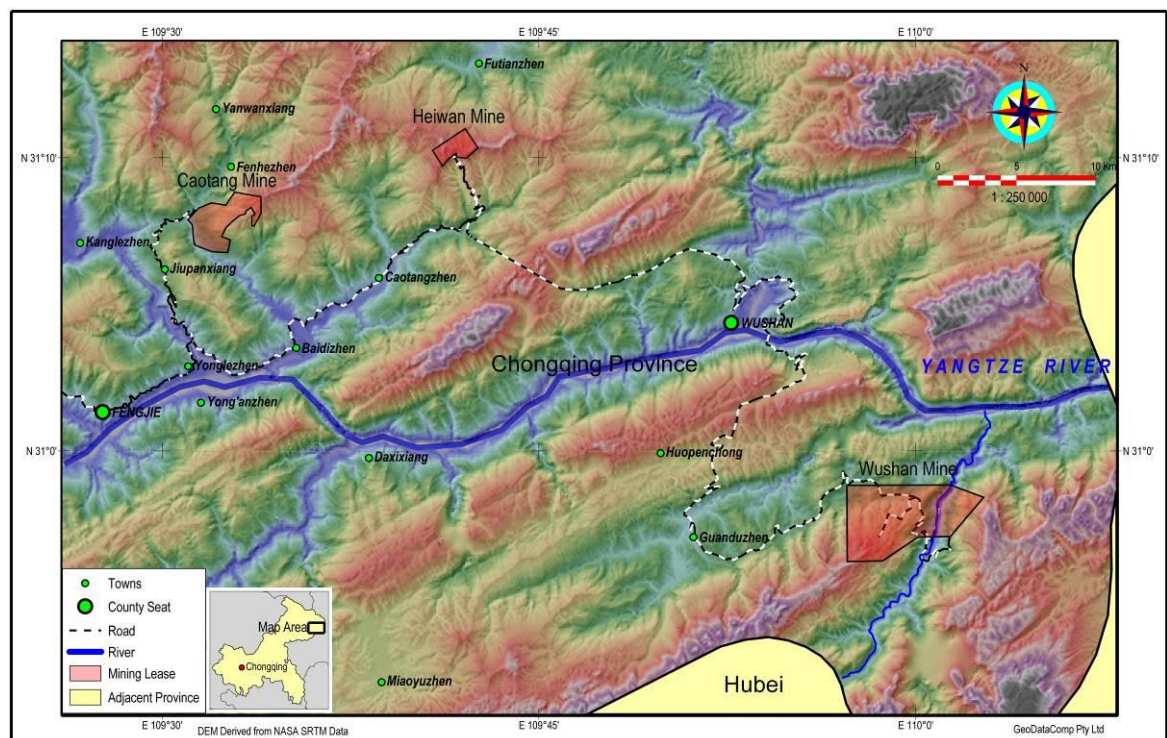 E 109°30'
E 109°45'
E 110°0'
Futianzhen
N
Yanwanxiang
Heiwan Mine
N 31°10'
N 31°10'
Fenhezhen
0 5 10 Km
Caotang Mine
1 : 250 000
Kanglezhen
Jiupanxiang
Caotangzhen
WUSHAN
Baidizhen
Chongqing Province
YANGTZE RIVER
Yonglezhen
Yong'anzhen
FENGJIE
N 31°0'
Daxixiang
Huopenchong
N 31°0'
Wushan Mine
Guanduzhen
Towns
County Seat
Road
River
Mining Lease
Adjacent Province
Map Area
Chongqing
Miaoyuzhen
Hubei
E 109°30'
E 109°45'
E 110°0'
DEM Derived from NASA SRTM Data
GeoDataComp Pty Ltd